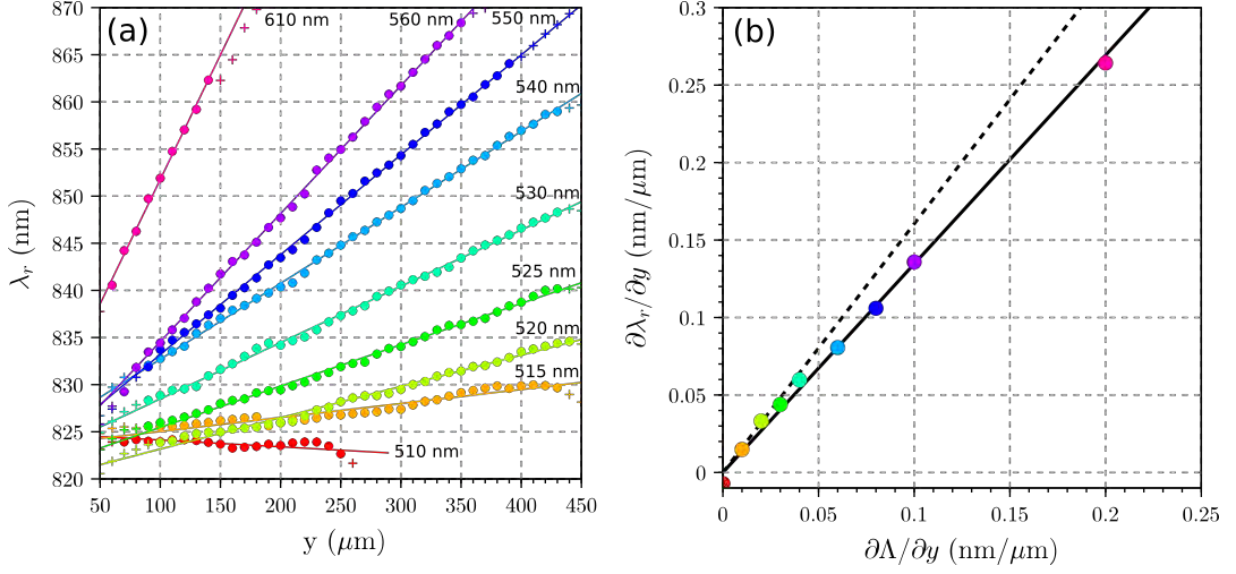 (a)
610 nm
560 nm
550 nm
540 nm
530 nm
525 nm
520 nm
515 nm
510 nm
870
865
860
855
850
845
840
835
830
825
820
λr (nm)
50 100 150 200 250 300 350 400 450
y (μm)
(b)
0.3
0.25
0.2
0.15
0.1
0.05
0
∂λr/∂y (nm/μm)
0 0.05 0.1 0.15 0.2 0.25
∂Λ/∂y (nm/μm)